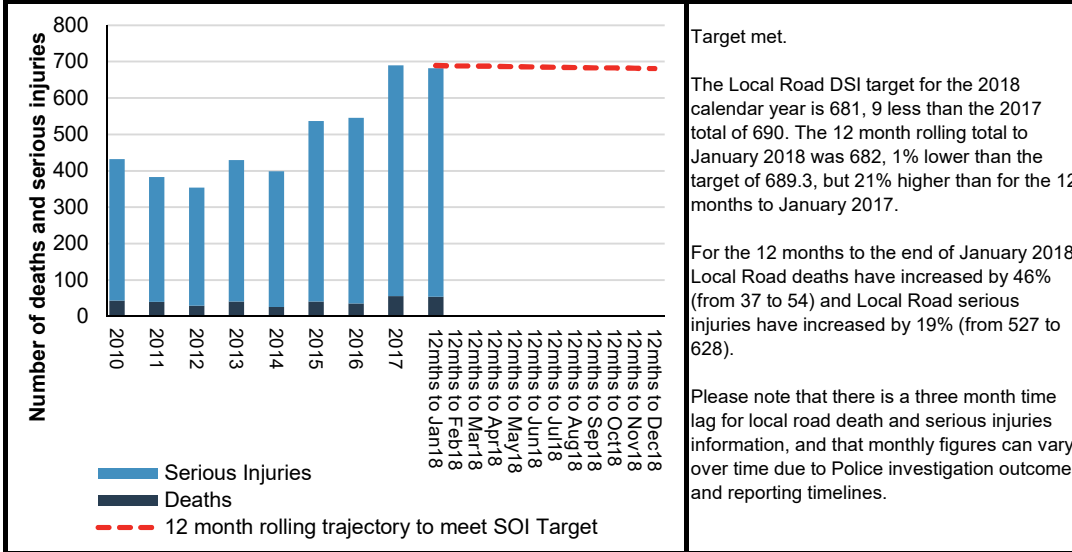 Number of deaths and serious injuries
800
700
600
500
400
300
200
100
0
2010
2011
2012
2013
2014
2015
2016
2017
12mths to Jan18
12mths to Feb18
12mths to Mar18
12mths to Apr18
12mths to May18
12mths to Jun18
12mths to Jul18
12mths to Aug18
12mths to Sep18
12mths to Oct18
12mths to Nov18
12mths to Dec18
Serious Injuries
Deaths
12 month rolling trajectory to meet SOI Target
Target met.
The Local Road DSI target for the 2018
calendar year is 681, 9 less than the 2017
total of 690. The 12 month rolling total to
January 2018 was 682, 1% lower than the
target of 689.3, but 21% higher than for the 12
months to January 2017.
For the 12 months to the end of January 2018
Local Road deaths have increased by 46%
(from 37 to 54) and Local Road serious
injuries have increased by 19% (from 527 to
628).
Please note that there is a three month time
lag for local road death and serious injuries
information, and that monthly figures can vary
over time due to Police investigation outcome
and reporting timelines.